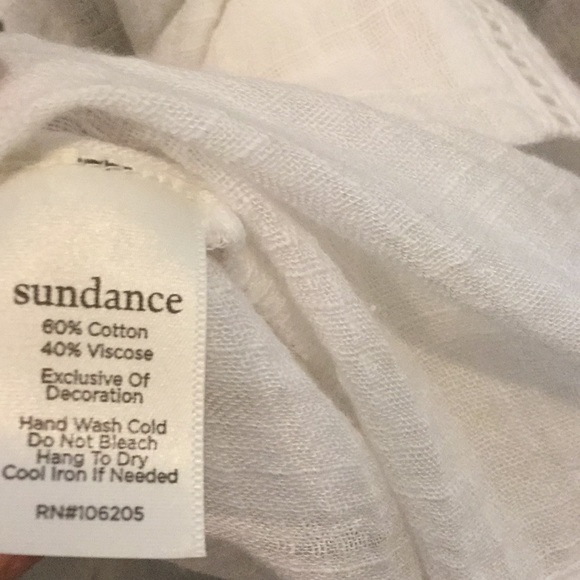 sundance
60% Cotton
40% Viscose
Exclusive Of
Decoration
Hand Wash Cold
Do Not Bleach
Hang To Dry
Cool Iron If Needed
RN#106205